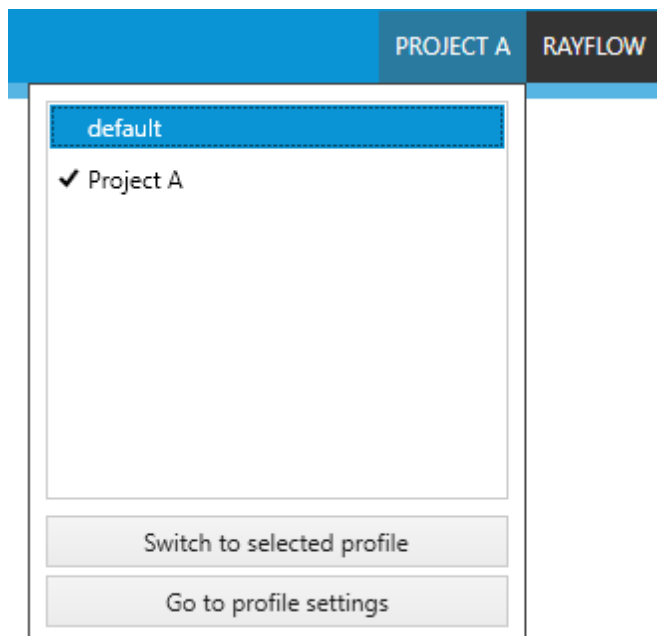 PROJECT A RAYFLOW
default
✔ Project A
Switch to selected profile
Go to profile settings